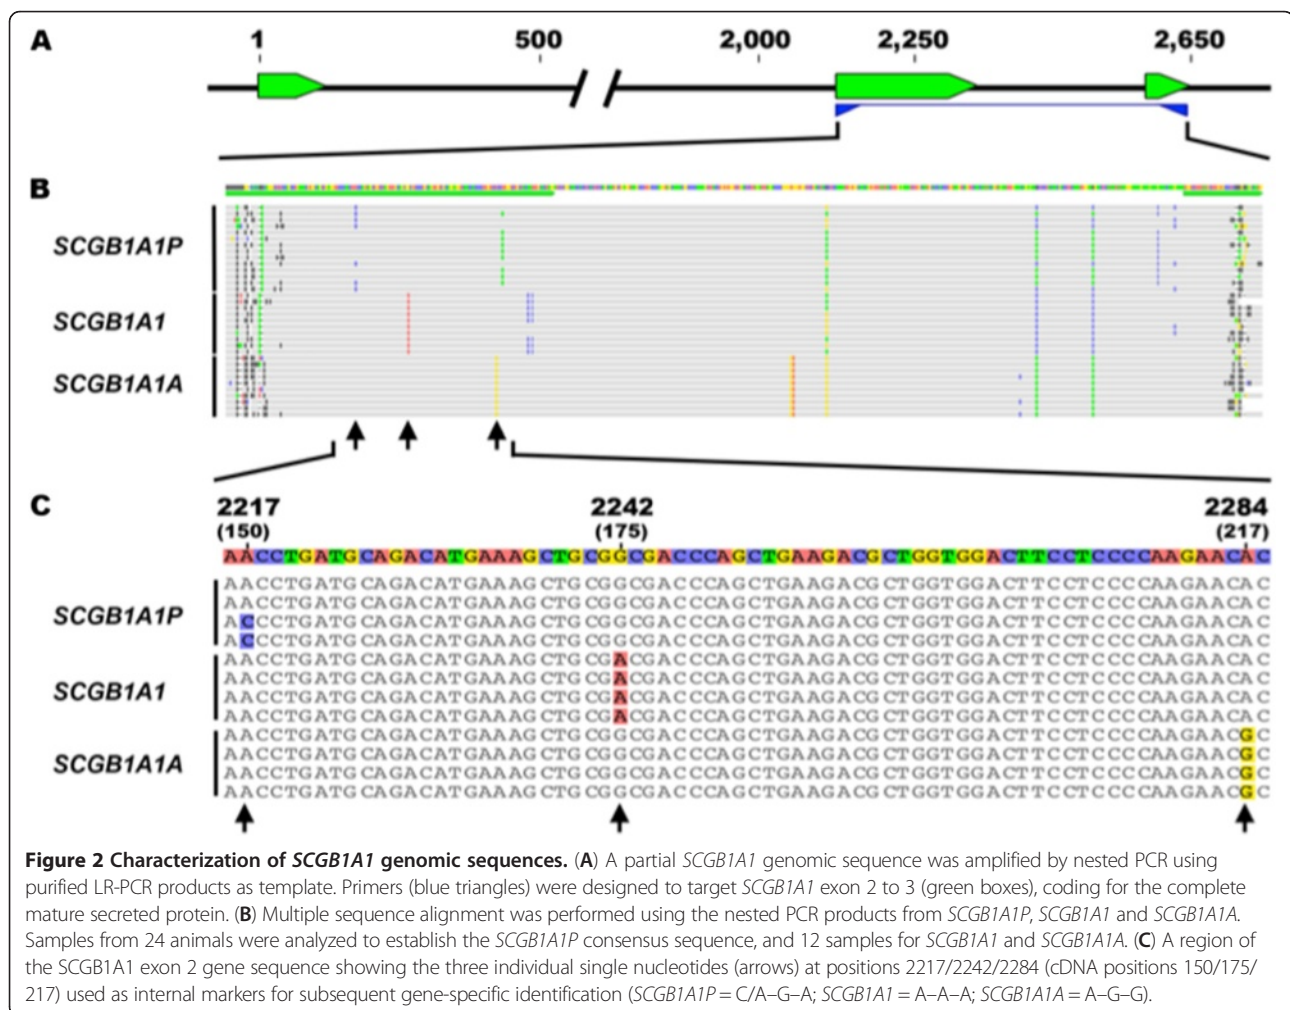 A
1 500 2,000 2,250 2,650
B
SCGB1A1P
SCGB1A1
SCGB1A1A
C
2217 2242 2284
(150) (175) (217)
AACCTGATGCAGACATGAAAGCTGCGGCGACCCAGCTGAAGACGCTGGTGGACTTCCTCCCCAAGAACAC
SCGB1A1P
AACCTGATGCAGACATGAAAGCTGCGGCGACCCAGCTGAAGACGCTGGTGGACTTCCTCCCCAAGAACAC
AACCTGATGCAGACATGAAAGCTGCGGCGACCCAGCTGAAGACGCTGGTGGACTTCCTCCCCAAGAACAC
ACCCTGATGCAGACATGAAAGCTGCGGCGACCCAGCTGAAGACGCTGGTGGACTTCCTCCCCAAGAACAC
ACCCTGATGCAGACATGAAAGCTGCGGCGACCCAGCTGAAGACGCTGGTGGACTTCCTCCCCAAGAACAC
SCGB1A1
AACCTGATGCAGACATGAAAGCTGCGACGACCCAGCTGAAGACGCTGGTGGACTTCCTCCCCAAGAACAC
AACCTGATGCAGACATGAAAGCTGCGACGACCCAGCTGAAGACGCTGGTGGACTTCCTCCCCAAGAACAC
AACCTGATGCAGACATGAAAGCTGCGACGACCCAGCTGAAGACGCTGGTGGACTTCCTCCCCAAGAACAC
AACCTGATGCAGACATGAAAGCTGCGACGACCCAGCTGAAGACGCTGGTGGACTTCCTCCCCAAGAACAC
SCGB1A1A
AACCTGATGCAGACATGAAAGCTGCGGCGACCCAGCTGAAGACGCTGGTGGACTTCCTCCCCAAGAACGC
AACCTGATGCAGACATGAAAGCTGCGGCGACCCAGCTGAAGACGCTGGTGGACTTCCTCCCCAAGAACGC
AACCTGATGCAGACATGAAAGCTGCGGCGACCCAGCTGAAGACGCTGGTGGACTTCCTCCCCAAGAACGC
AACCTGATGCAGACATGAAAGCTGCGGCGACCCAGCTGAAGACGCTGGTGGACTTCCTCCCCAAGAACGC
Figure 2 Characterization of SCGB1A1 genomic sequences. (A) A partial SCGB1A1 genomic sequence was amplified by nested PCR using
purified LR-PCR products as template. Primers (blue triangles) were designed to target SCGB1A1 exon 2 to 3 (green boxes), coding for the complete
mature secreted protein. (B) Multiple sequence alignment was performed using the nested PCR products from SCGB1A1P, SCGB1A1 and SCGB1A1A.
Samples from 24 animals were analyzed to establish the SCGB1A1P consensus sequence, and 12 samples for SCGB1A1 and SCGB1A1A. (C) A region of
the SCGB1A1 exon 2 gene sequence showing the three individual single nucleotides (arrows) at positions 2217/2242/2284 (cDNA positions 150/175/
217) used as internal markers for subsequent gene-specific identification (SCGB1A1P = C/A–G–A; SCGB1A1 = A–A–A; SCGB1A1A = A–G–G).